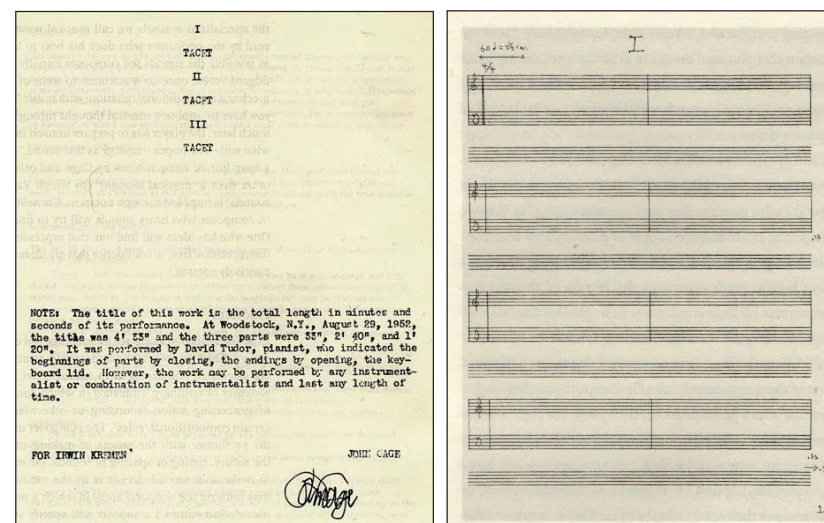 I
TACET
II
TACET
III
TACET
NOTE: The title of this work is the total length in minutes and
seconds of its performance. At Woodstock, N.Y., August 29, 1952,
the title was 4' 33" and the three parts were 33", 2' 40", and 1'
20". It was performed by David Tudor, pianist, who indicated the
beginnings of parts by closing, the endings by opening, the key-
board lid. However, the work may be performed by any instrument-
alist or combination of instrumentalists and last any length of
time.
FOR IRWIN KREMEN
JOHN CAGE
I
60
4/4